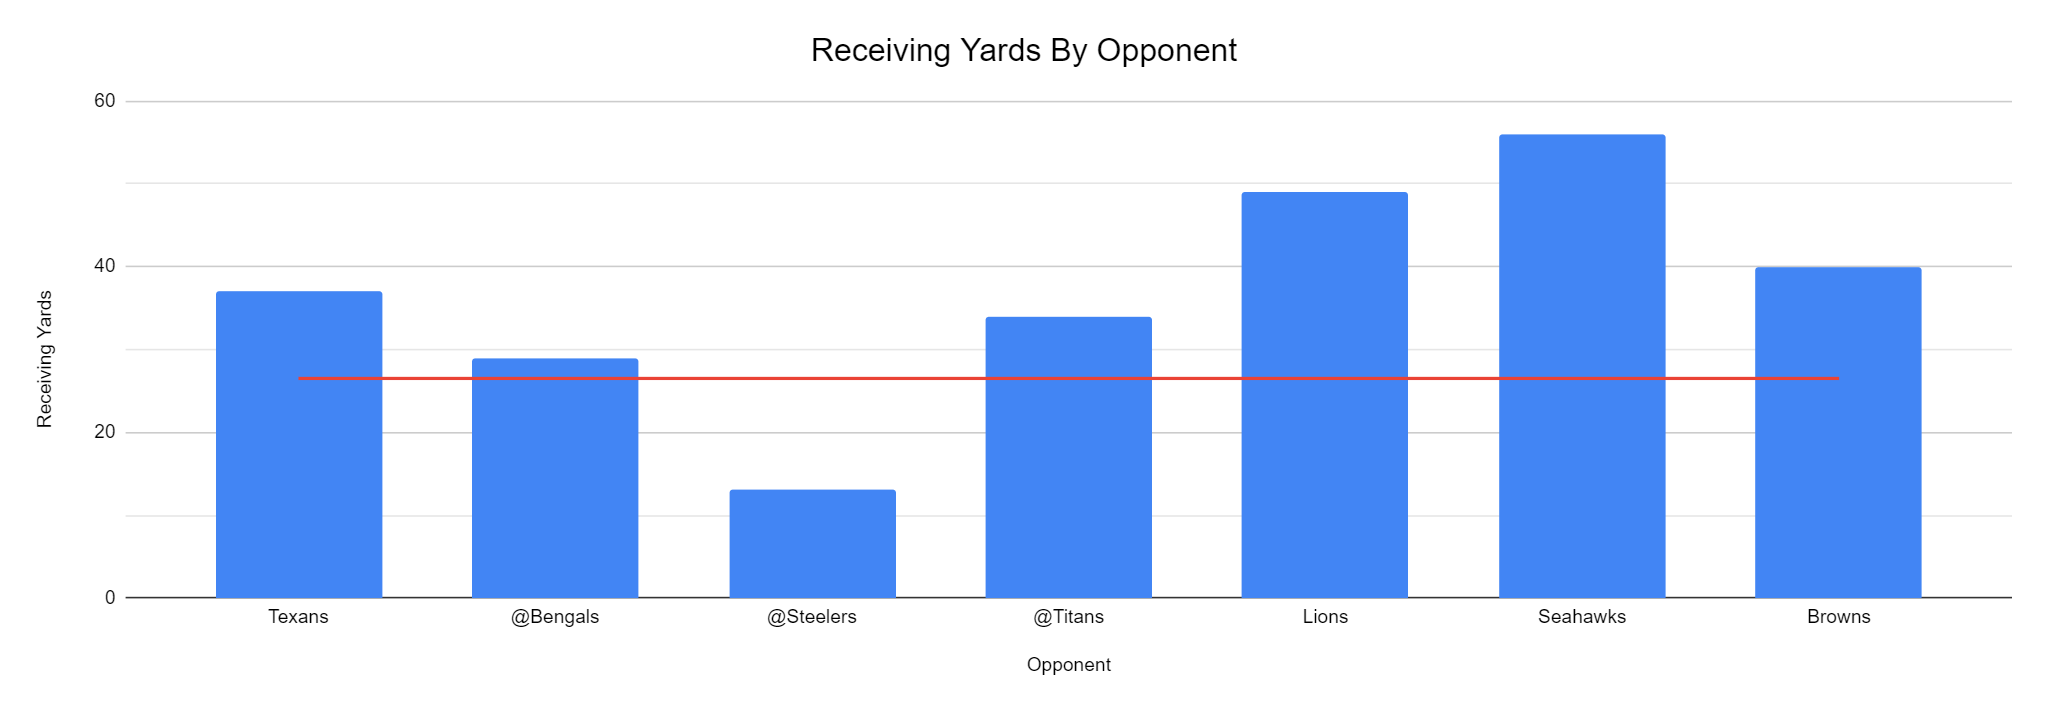 Receiving Yards By Opponent
60
40
20
0
Receiving Yards
Texans @Bengals @Steelers @Titans Lions Seahawks Browns
Opponent